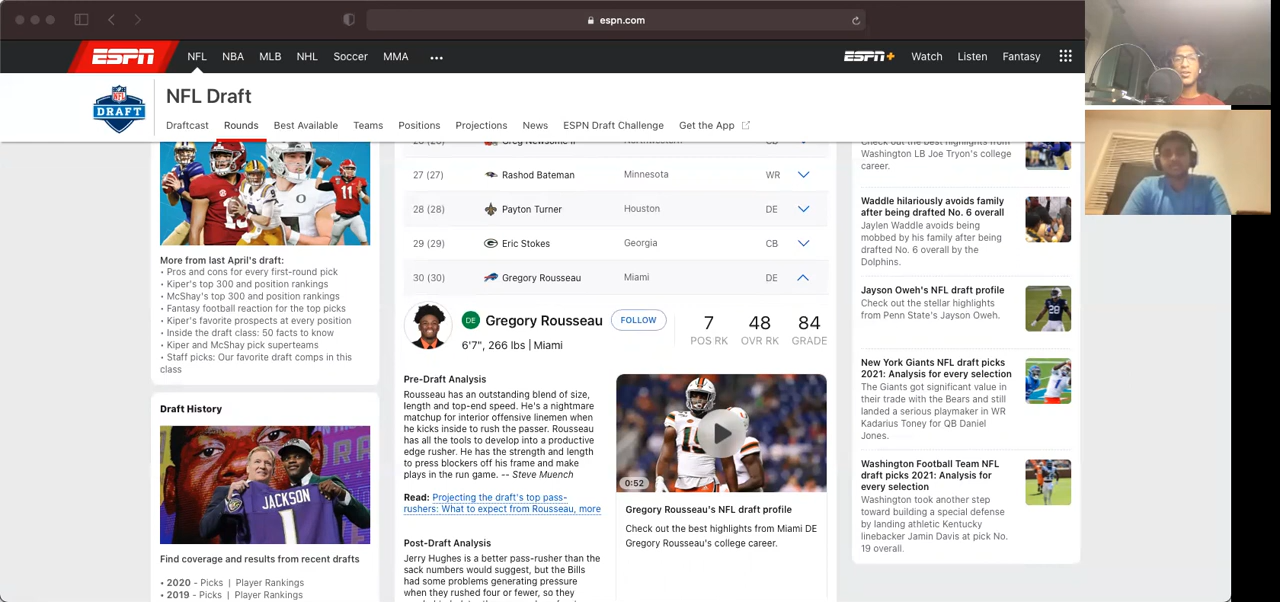 espn.com
ESPN NFL NBA MLB NHL Soccer MMA ... ESPN+ Watch Listen Fantasy
NFL DRAFT
NFL Draft
Draftcast Rounds Best Available Teams Positions Projections News ESPN Draft Challenge Get the App
More from last April's draft:
• Pros and cons for every first-round pick
• Kiper's top 300 and position rankings
• McShay's top 300 and position rankings
• Fantasy football reaction for the top picks
• Kiper's favorite prospects at every position
• Inside the draft class: 50 facts to know
• Kiper and McShay pick superteams
• Staff picks: Our favorite draft comps in this
class
Draft History
JACKSON
1
Find coverage and results from recent drafts
• 2020 - Picks | Player Rankings
• 2019 - Picks | Player Rankings
27 (27) Rashod Bateman Minnesota WR
28 (28) Payton Turner Houston DE
29 (29) Eric Stokes Georgia CB
30 (30) Gregory Rousseau Miami DE
DE Gregory Rousseau FOLLOW
6'7", 266 lbs | Miami
7 48 84
POS RK OVR RK GRADE
Pre-Draft Analysis
Rousseau has an outstanding blend of size,
length and top-end speed. He's a nightmare
matchup for interior offensive linemen when
he kicks inside to rush the passer. Rousseau
has all the tools to develop into a productive
edge rusher. He has the strength and length
to press blockers off his frame and make
plays in the run game. -- Steve Muench
Read: Projecting the draft's top pass-
rushers: What to expect from Rousseau, more
Post-Draft Analysis
Jerry Hughes is a better pass-rusher than the
sack numbers would suggest, but the Bills
had some problems generating pressure
when they rushed four or fewer, so they
0:52
Gregory Rousseau's NFL draft profile
Check out the best highlights from Miami DE
Gregory Rousseau's college career.
Check out the best highlights from
Washington LB Joe Tryon's college
career.
Waddle hilariously avoids family
after being drafted No. 6 overall
Jaylen Waddle avoids being
mobbed by his family after being
drafted No. 6 overall by the
Dolphins.
Jayson Oweh's NFL draft profile
Check out the stellar highlights
from Penn State's Jayson Oweh.
New York Giants NFL draft picks
2021: Analysis for every selection
The Giants got significant value in
their trade with the Bears and still
landed a serious playmaker in WR
Kadarius Toney for QB Daniel
Jones.
Washington Football Team NFL
draft picks 2021: Analysis for
every selection
Washington took another step
toward building a special defense
by landing athletic Kentucky
linebacker Jamin Davis at pick No.
19 overall.